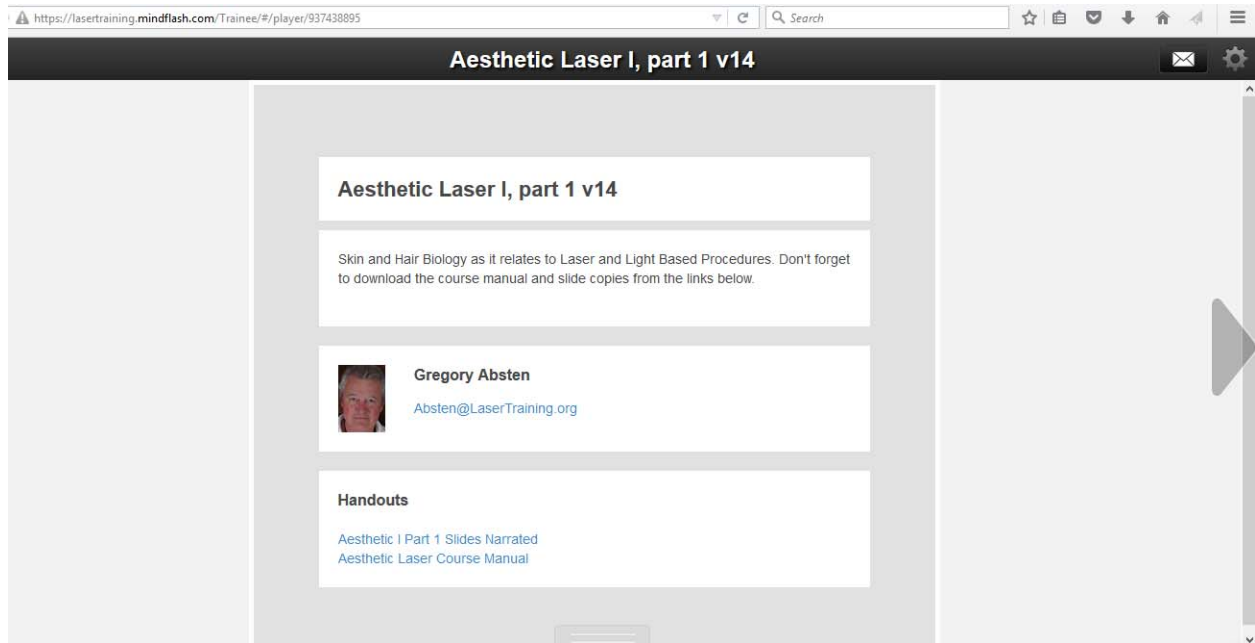 https://lasertraining.mindflash.com/Trainee/#/player/937438895
Search
Aesthetic Laser I, part 1 v14
Aesthetic Laser I, part 1 v14
Skin and Hair Biology as it relates to Laser and Light Based Procedures. Don't forget
to download the course manual and slide copies from the links below.
Gregory Absten
Absten@LaserTraining.org
Handouts
Aesthetic I Part 1 Slides Narrated
Aesthetic Laser Course Manual